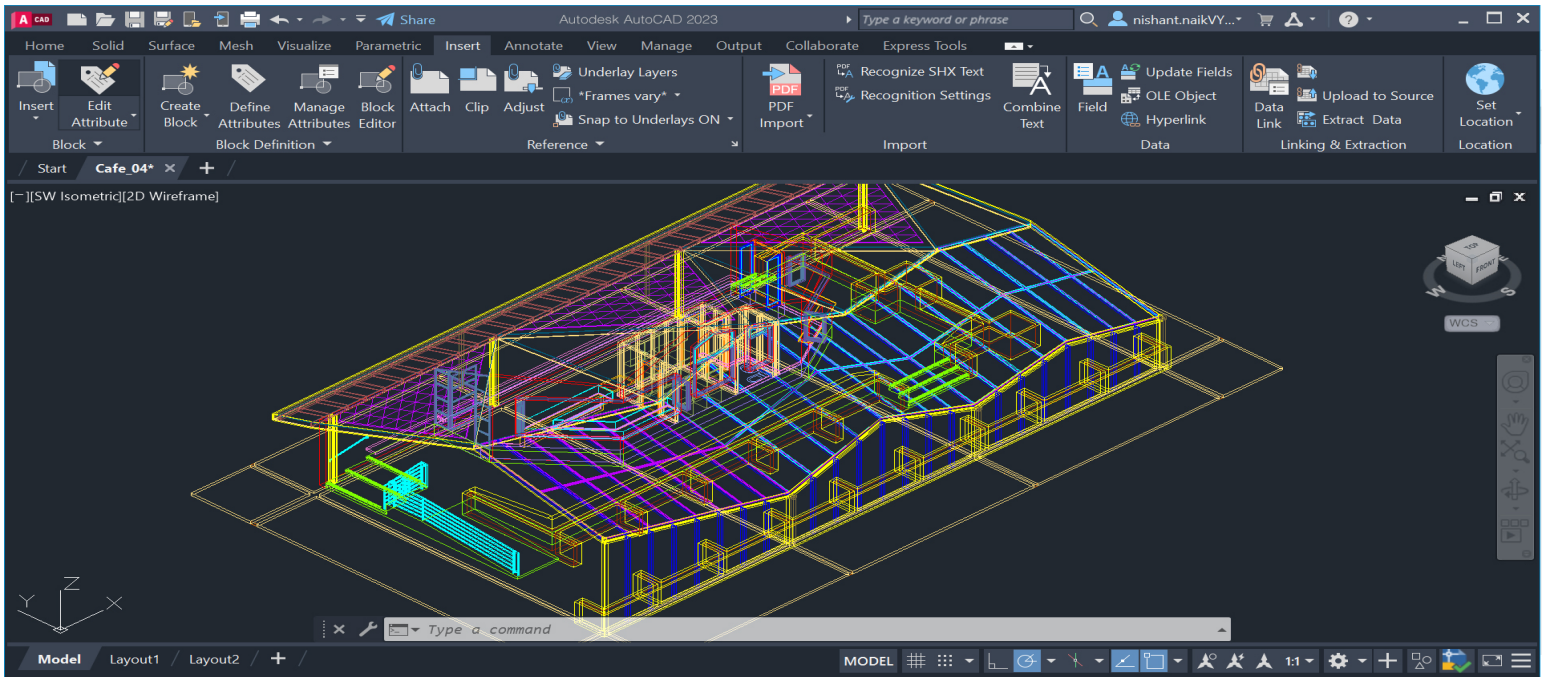 A CAD Share Autodesk AutoCAD 2023 Type a keyword or phrase nishant.naikVY...
Home Solid Surface Mesh Visualize Parametric Insert Annotate View Manage Output Collaborate Express Tools
Insert
Edit
Attribute
Create
Block
Define
Attributes
Manage
Attributes
Block
Editor
Attach
Clip
Adjust
Underlay Layers
*Frames vary*
Snap to Underlays ON
PDF
PDF
Import
PDF
A
Recognize SHX Text
PDF
Recognition Settings
A
Combine
Text
A
Field
Update Fields
OLE Object
Hyperlink
Data
Link
Upload to Source
Extract Data
Set
Location
Block Block Definition Reference Import Data Linking & Extraction Location
Start Cafe_04* +
[−][SW Isometric][2D Wireframe]
TOP
LEFT FRONT
W S
WCS
Z
Y X
Type a command
Model Layout1 Layout2 + MODEL 1:1